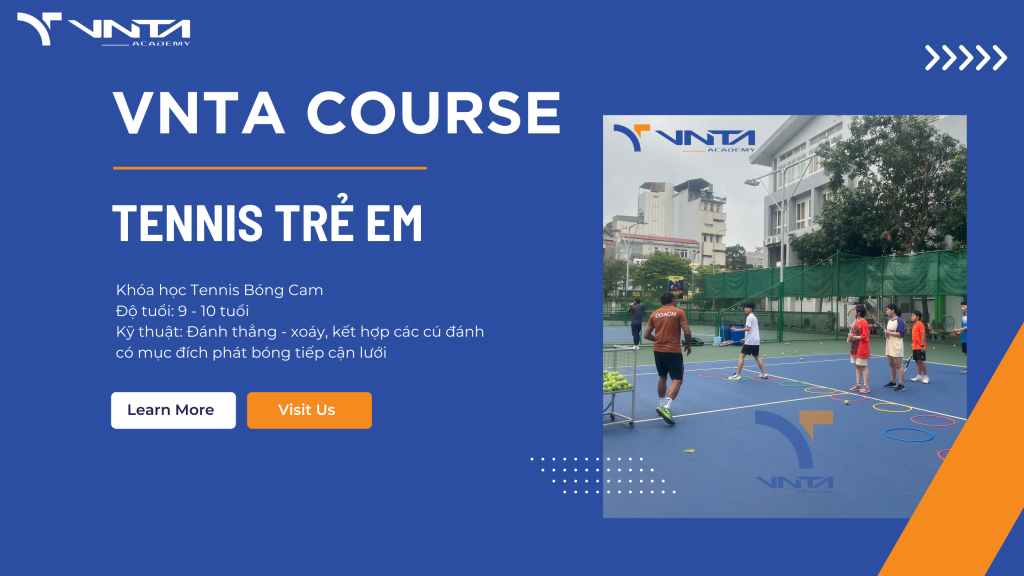 VNTA
ACADEMY
VNTA COURSE
TENNIS TRẺ EM
Khóa học Tennis Bóng Cam
Độ tuổi: 9 - 10 tuổi
Kỹ thuật: Đánh thẳng - xoáy, kết hợp các cú đánh
có mục đích phát bóng tiếp cận lưới
Learn More
Visit Us
VNTA
ACADEMY
COACH
VNTA